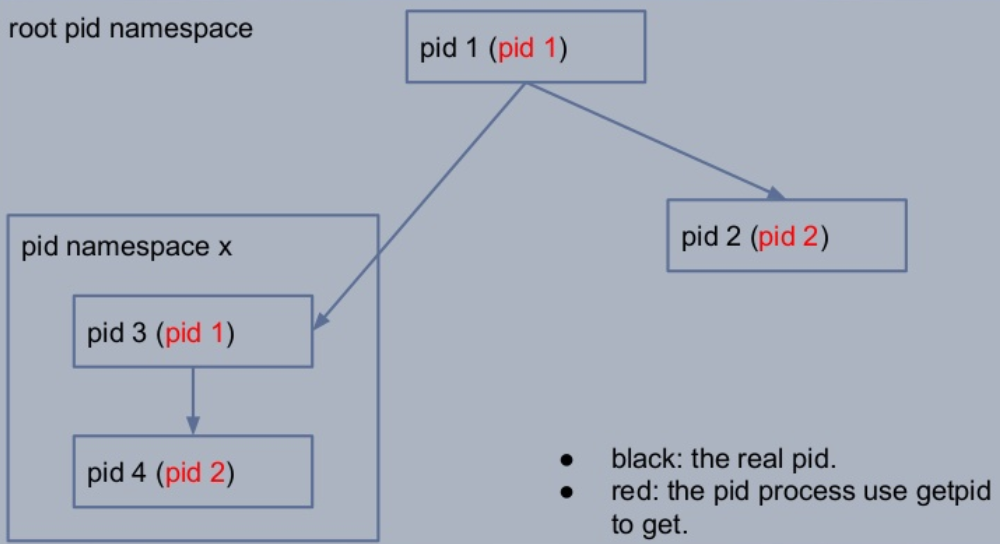 root pid namespace
pid 1 (pid 1)
pid 2 (pid 2)
pid namespace x
pid 3 (pid 1)
pid 4 (pid 2)
● black: the real pid.
● red: the pid process use getpid
to get.